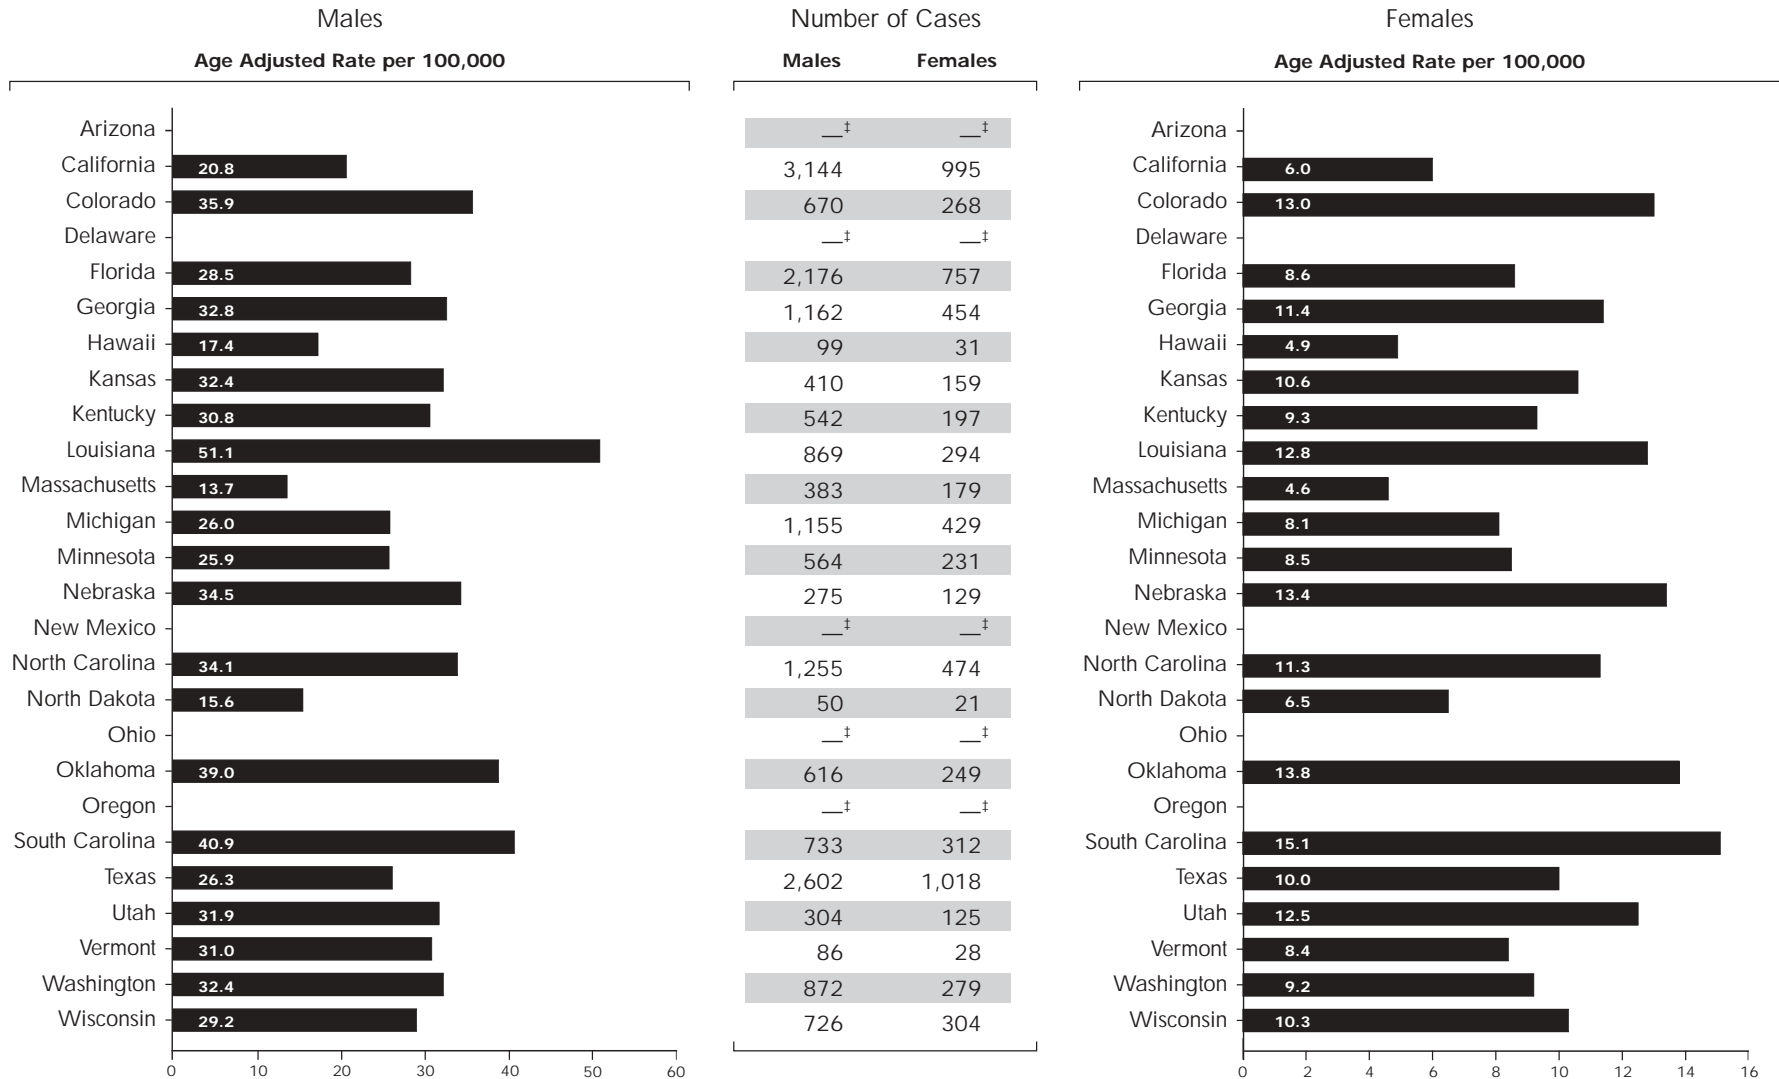 Males Number of Cases Females
Age Adjusted Rate per 100,000 Males Females Age Adjusted Rate per 100,000
Arizona —‡ —‡ Arizona
California 20.8 3,144 995 California 6.0
Colorado 35.9 670 268 Colorado 13.0
Delaware —‡ —‡ Delaware
Florida 28.5 2,176 757 Florida 8.6
Georgia 32.8 1,162 454 Georgia 11.4
Hawaii 17.4 99 31 Hawaii 4.9
Kansas 32.4 410 159 Kansas 10.6
Kentucky 30.8 542 197 Kentucky 9.3
Louisiana 51.1 869 294 Louisiana 12.8
Massachusetts 13.7 383 179 Massachusetts 4.6
Michigan 26.0 1,155 429 Michigan 8.1
Minnesota 25.9 564 231 Minnesota 8.5
Nebraska 34.5 275 129 Nebraska 13.4
New Mexico —‡ —‡ New Mexico
North Carolina 34.1 1,255 474 North Carolina 11.3
North Dakota 15.6 50 21 North Dakota 6.5
Ohio —‡ —‡ Ohio
Oklahoma 39.0 616 249 Oklahoma 13.8
Oregon —‡ —‡ Oregon
South Carolina 40.9 733 312 South Carolina 15.1
Texas 26.3 2,602 1,018 Texas 10.0
Utah 31.9 304 125 Utah 12.5
Vermont 31.0 86 28 Vermont 8.4
Washington 32.4 872 279 Washington 9.2
Wisconsin 29.2 726 304 Wisconsin 10.3
0 10 20 30 40 50 60 0 2 4 6 8 10 12 14 16